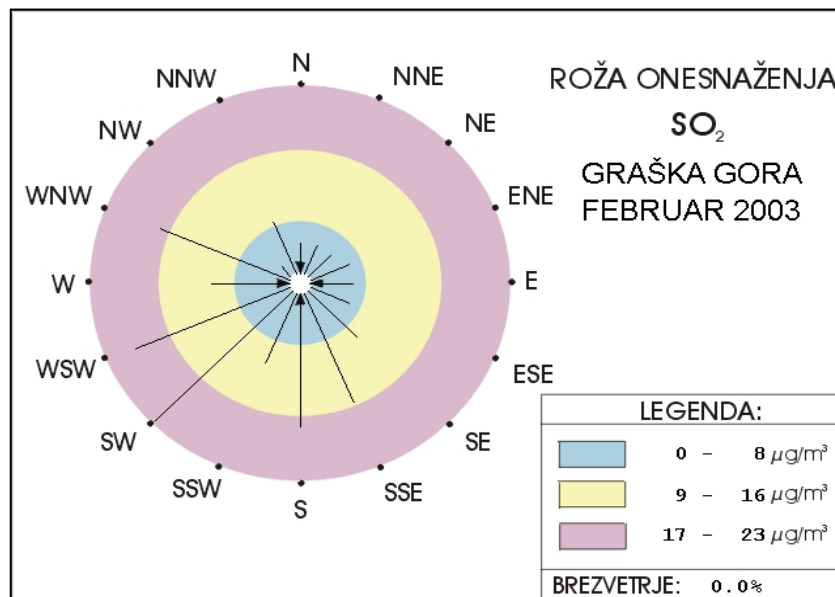 ROŽA ONESNAŽENJA
SO₂
GRAŠKA GORA
FEBRUAR 2003
N
NNE
NE
ENE
E
ESE
SE
SSE
S
SSW
SW
WSW
W
WNW
NW
NNW
LEGENDA:
0 - 8 µg/m³
9 - 16 µg/m³
17 - 23 µg/m³
BREZVETRJE: 0.0%